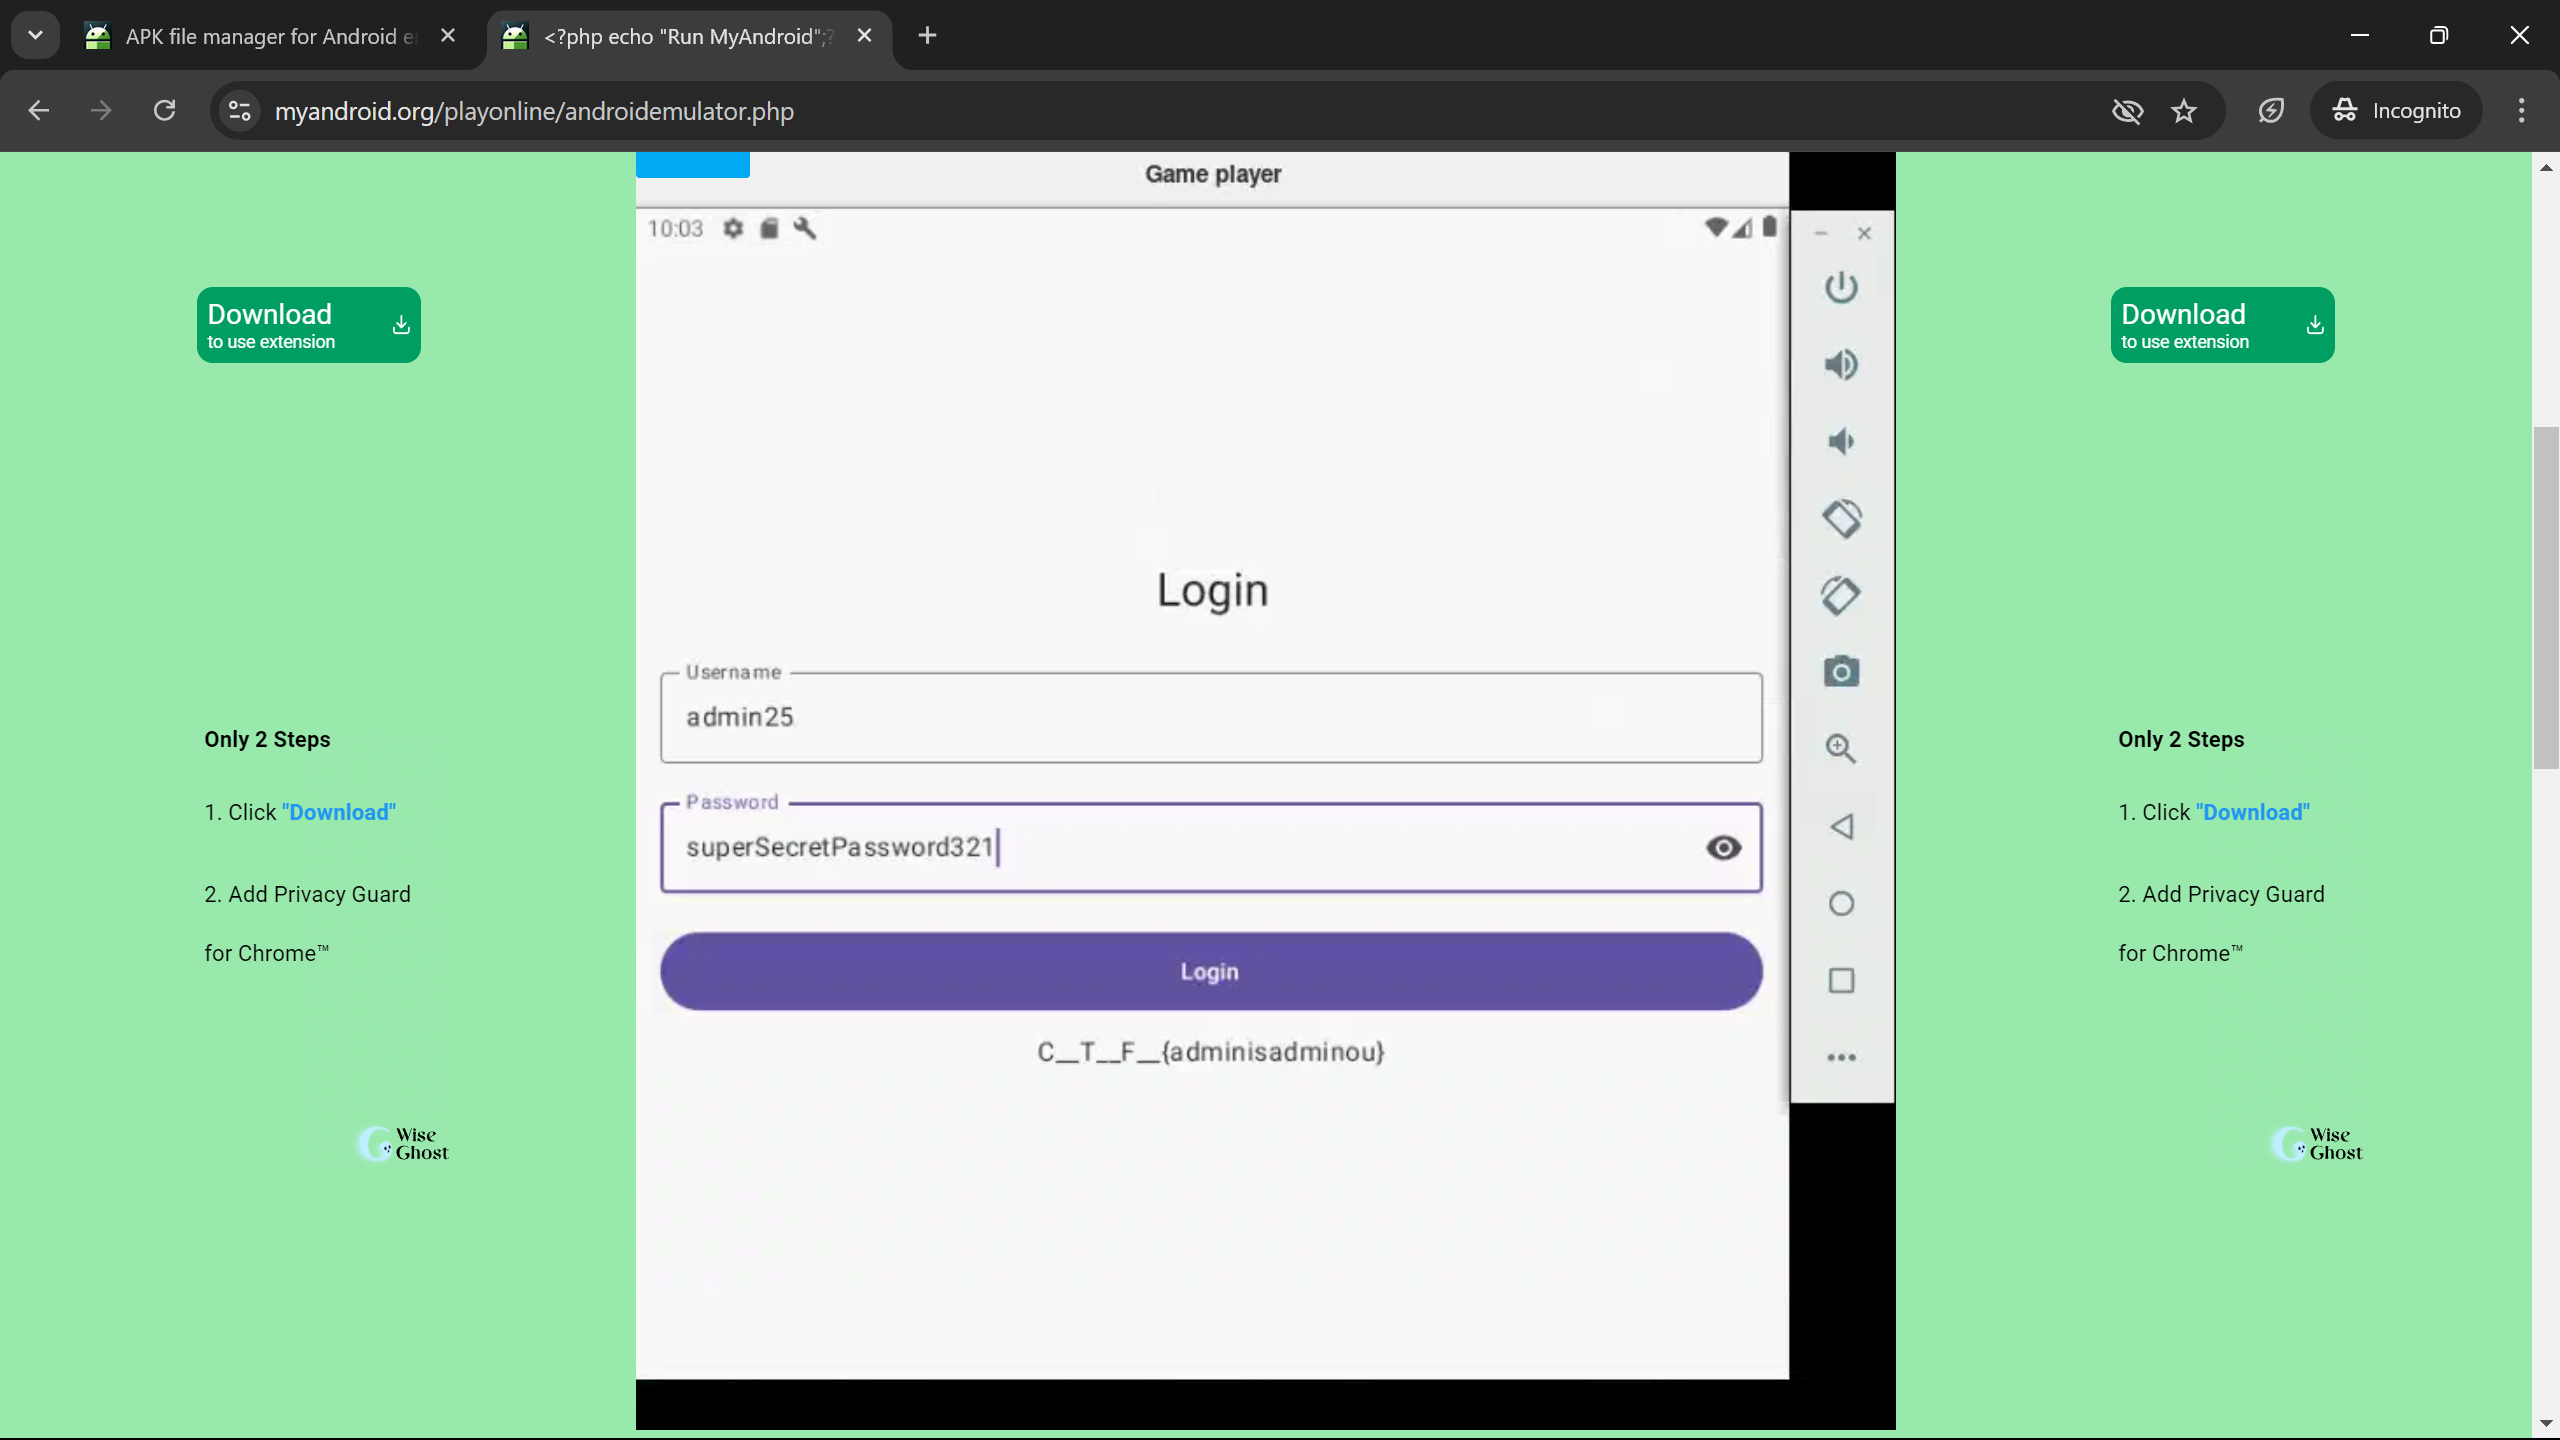 APK file manager for Android e
<?php echo "Run MyAndroid";?
myandroid.org/playonline/androidemulator.php
Incognito
Game player
10:03
Download
to use extension
Only 2 Steps
1. Click "Download"
2. Add Privacy Guard
for Chrome™
Wise
Ghost
Login
Username
admin25
Password
superSecretPassword321
Login
C__T__F__{adminisadminou}
Download
to use extension
Only 2 Steps
1. Click "Download"
2. Add Privacy Guard
for Chrome™
Wise
Ghost